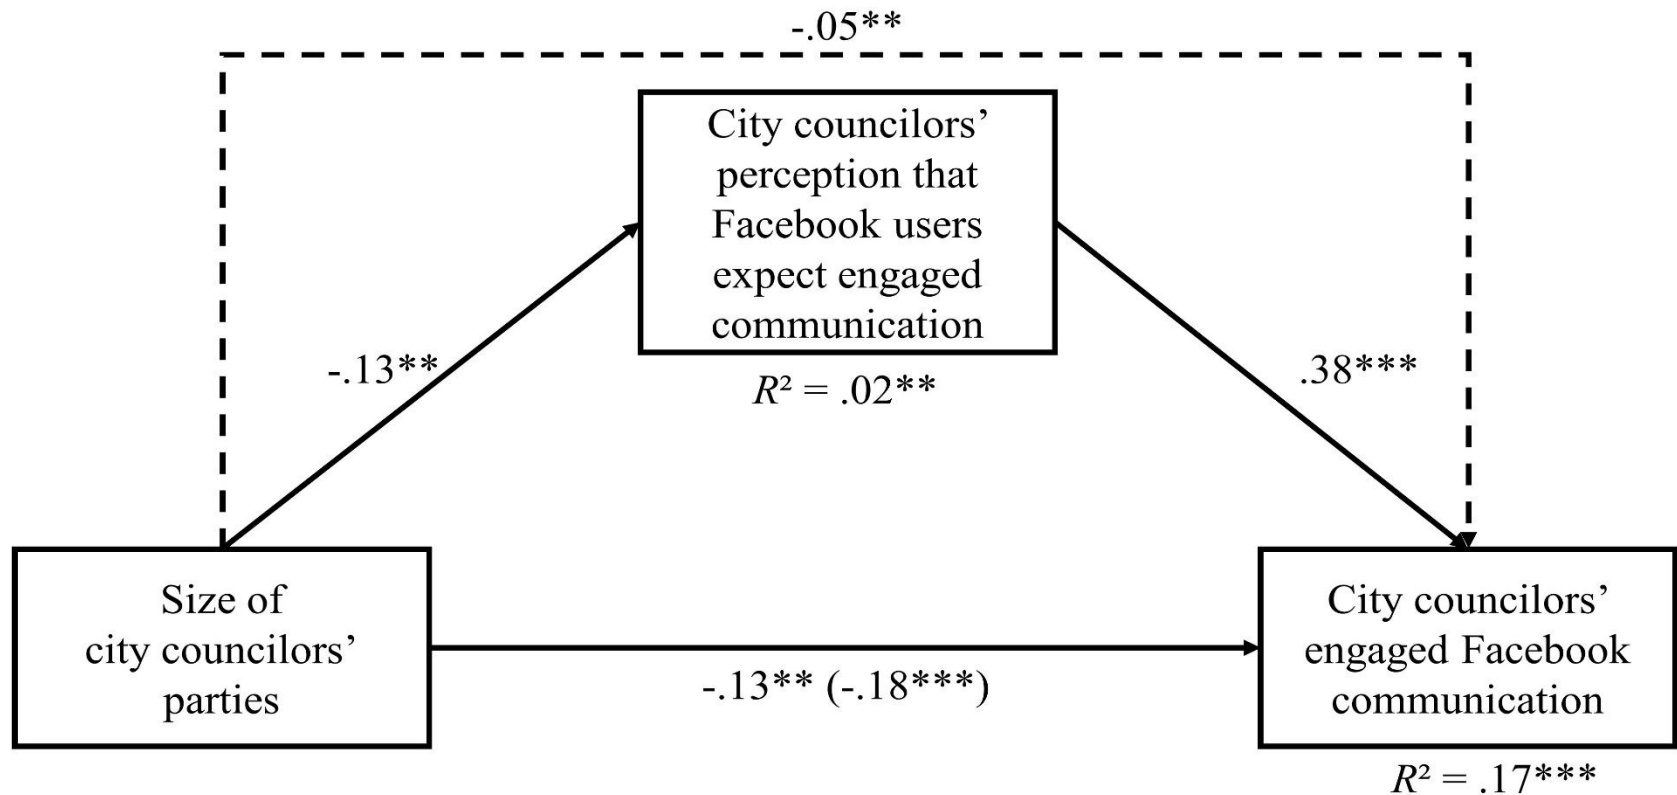 -.05**
City councilors’
perception that
Facebook users
expect engaged
communication
-.13**
.38***
R² = .02**
Size of
city councilors’
parties
-.13** (-.18***)
City councilors’
engaged Facebook
communication
R² = .17***